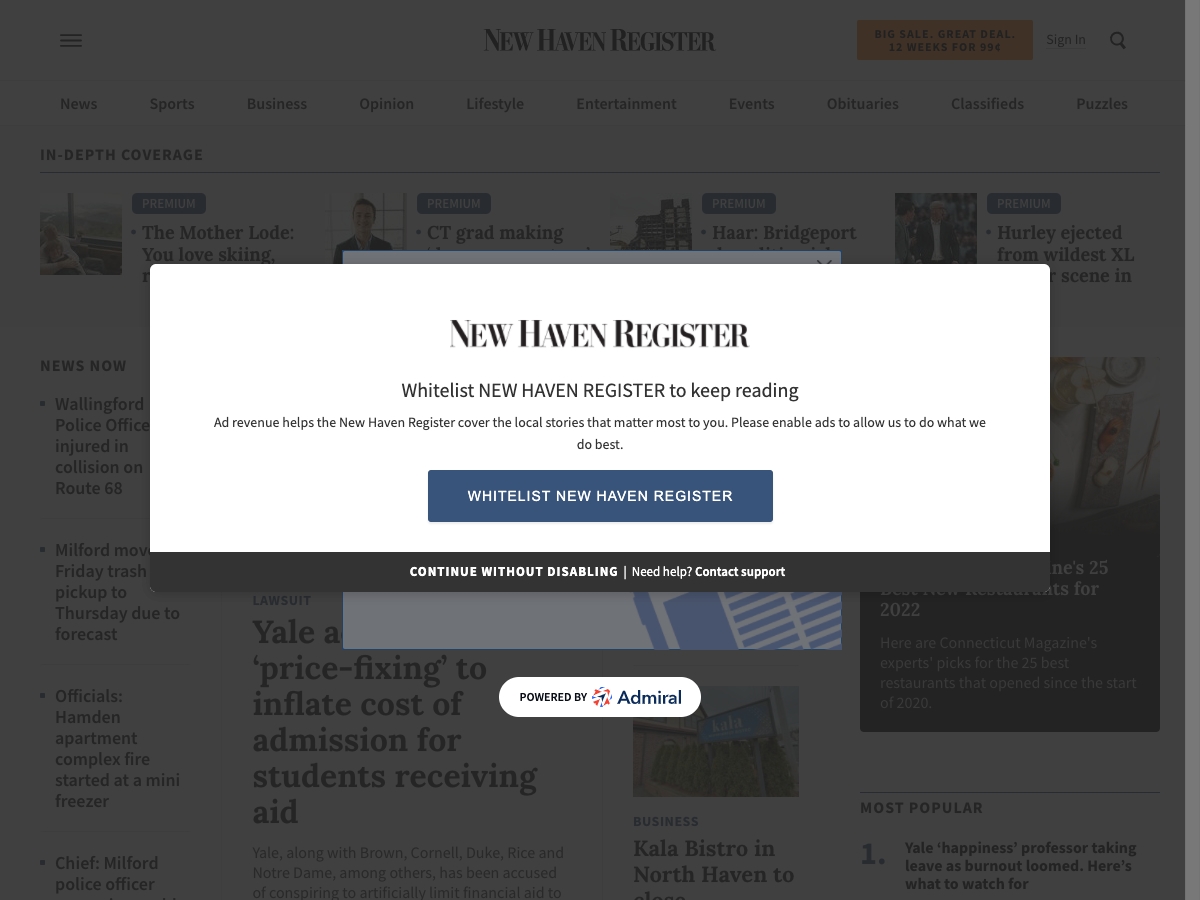 NEW HAVEN REGISTER
BIG SALE. GREAT DEAL.
12 WEEKS FOR 99¢
Sign In
News
Sports
Business
Opinion
Lifestyle
Entertainment
Events
Obituaries
Classifieds
Puzzles
IN-DEPTH COVERAGE
PREMIUM
The Mother Lode:
You love skiing,
PREMIUM
CT grad making
PREMIUM
Haar: Bridgeport
PREMIUM
Hurley ejected
from wildest XL
scene in
NEW HAVEN REGISTER
Whitelist NEW HAVEN REGISTER to keep reading
Ad revenue helps the New Haven Register cover the local stories that matter most to you. Please enable ads to allow us to do what we
do best.
WHITELIST NEW HAVEN REGISTER
CONTINUE WITHOUT DISABLING | Need help? Contact support
POWERED BY Admiral
NEWS NOW
Wallingford
Police Office
injured in
collision on
Route 68
Milford mov
Friday trash
pickup to
Thursday due to
forecast
Officials:
Hamden
apartment
complex fire
started at a mini
freezer
Chief: Milford
police officer
LAWSUIT
Yale a
‘price-fixing’ to
inflate cost of
admission for
students receiving
aid
Yale, along with Brown, Cornell, Duke, Rice and
Notre Dame, among others, has been accused
of conspiring to artificially limit financial aid to
kala
BUSINESS
Kala Bistro in
North Haven to
close
ne's 25
Best New Restaurants for
2022
Here are Connecticut Magazine's
experts' picks for the 25 best
restaurants that opened since the start
of 2020.
MOST POPULAR
1.
Yale ‘happiness’ professor taking
leave as burnout loomed. Here’s
what to watch for